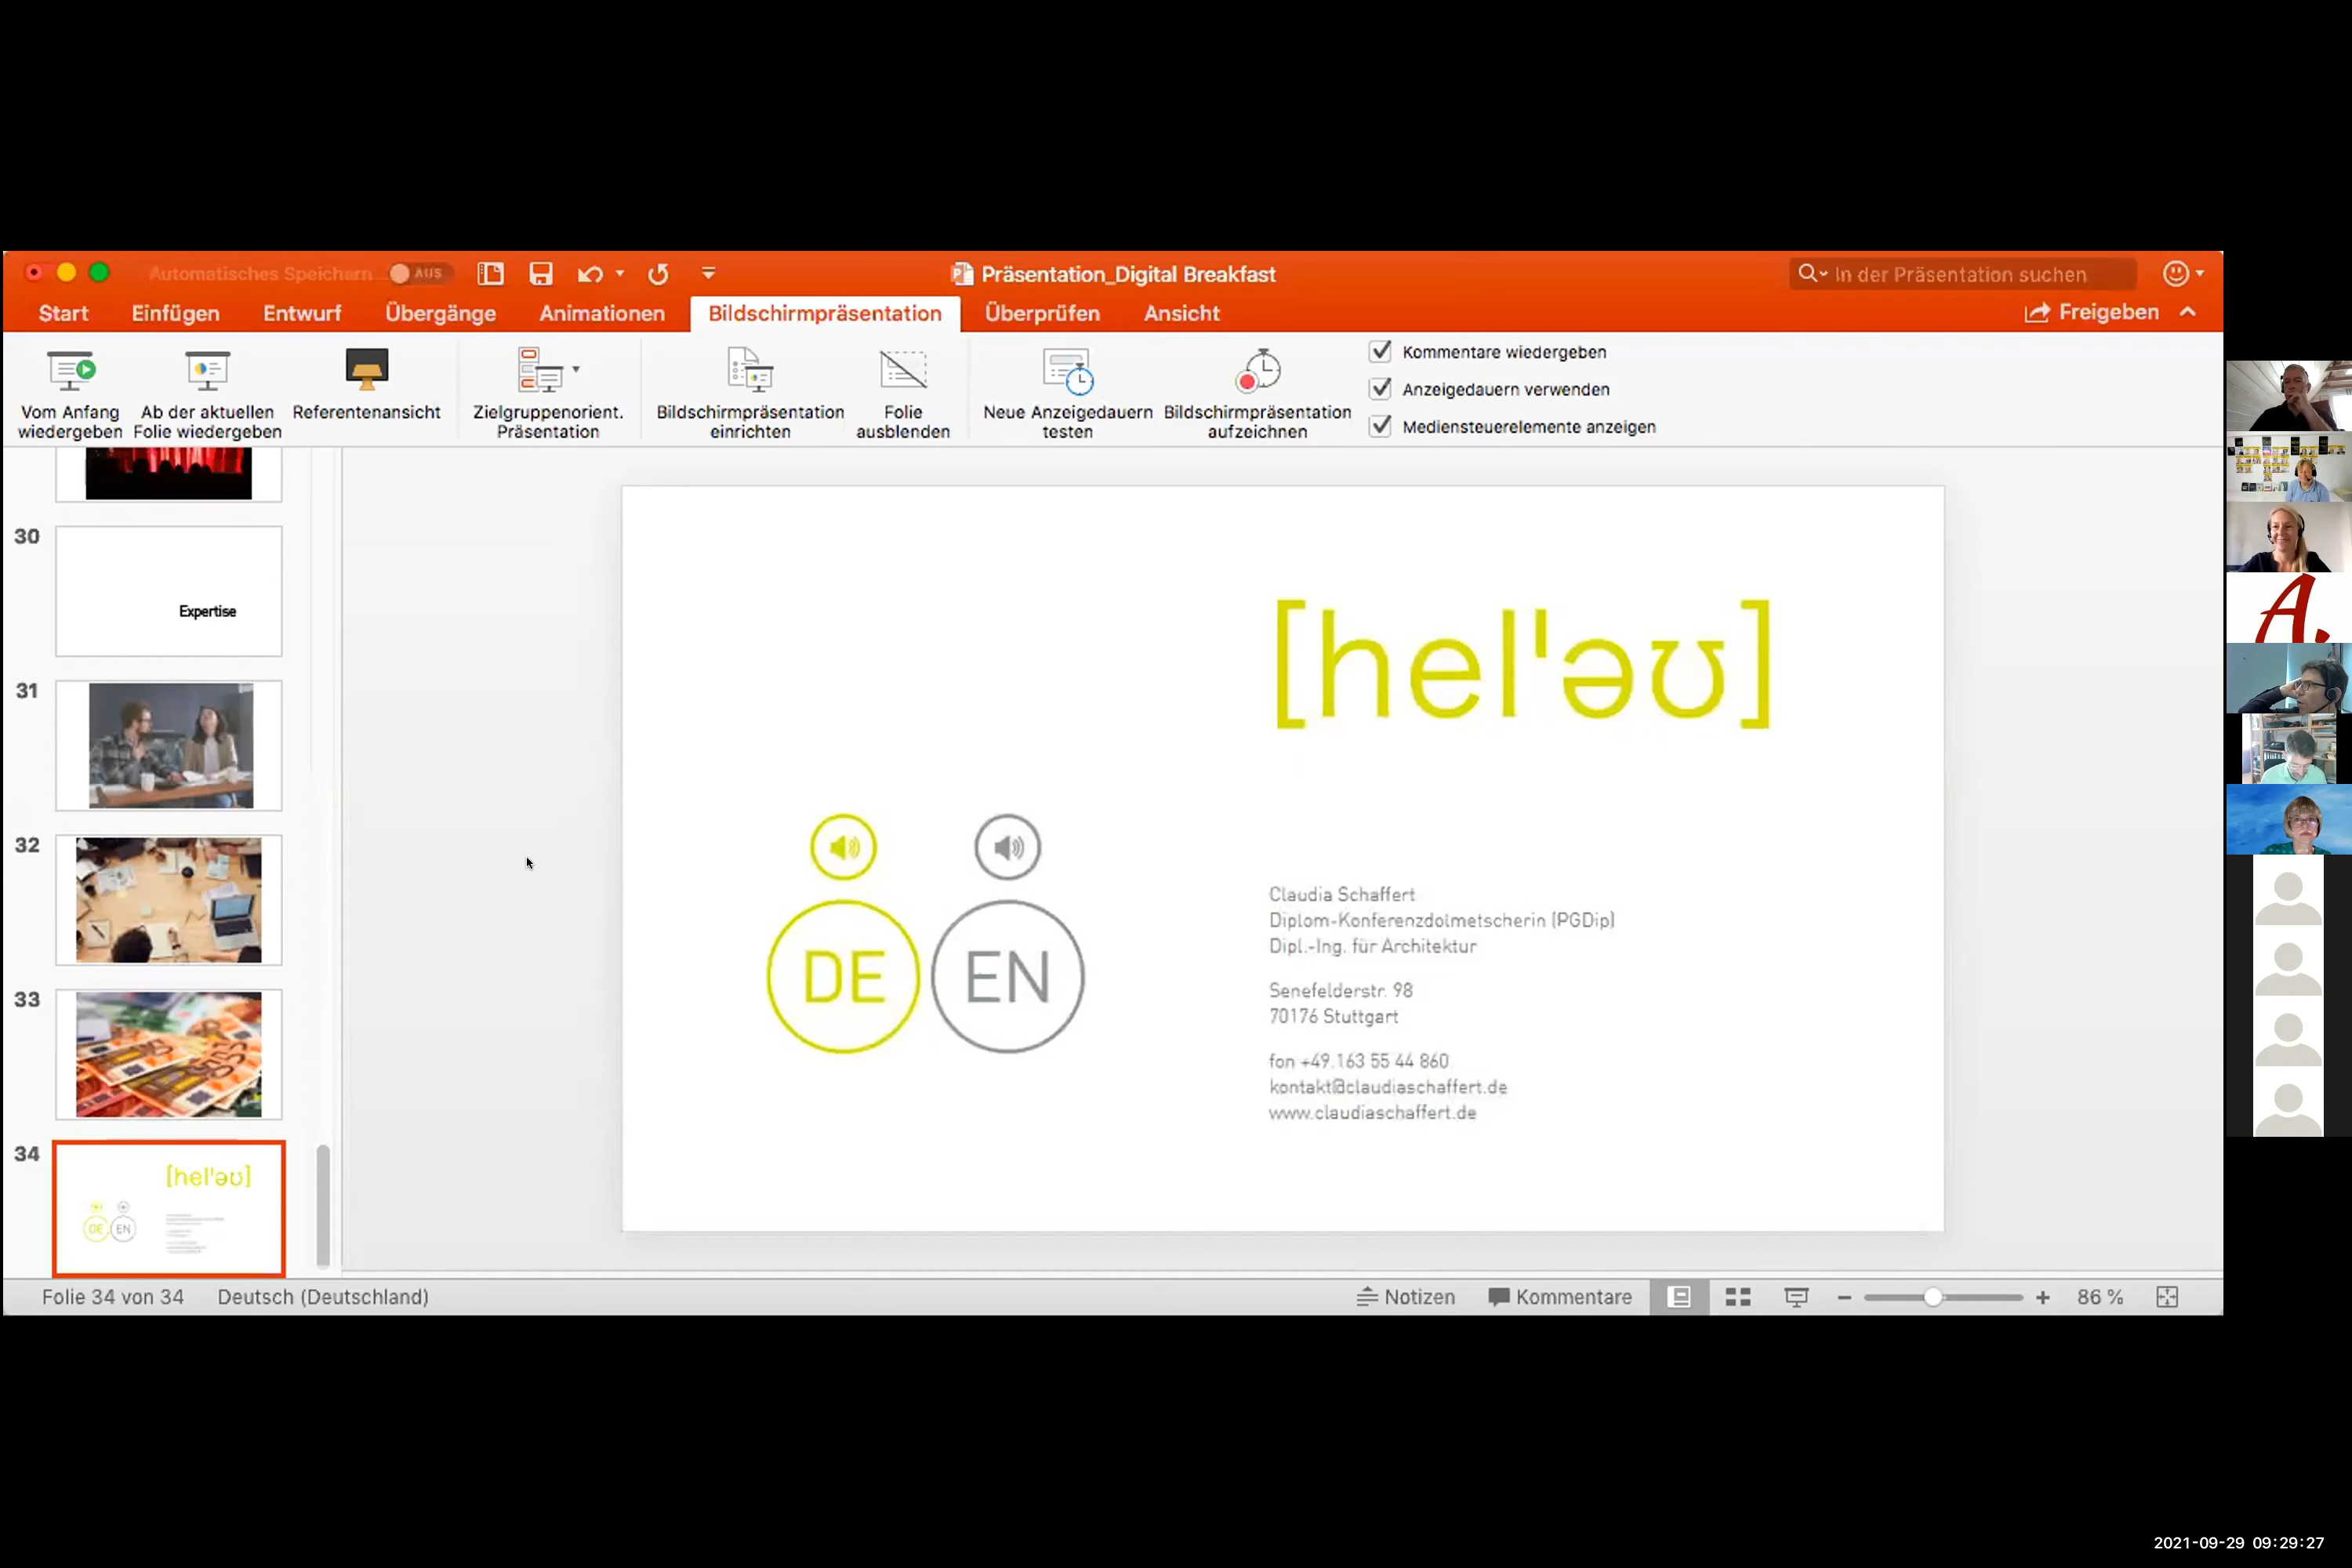 Automatisches Speichern AUS
Präsentation_Digital Breakfast
In der Präsentation suchen
Start Einfügen Entwurf Übergänge Animationen Bildschirmpräsentation Überprüfen Ansicht
Freigeben
Vom Anfang wiedergeben
Ab der aktuellen Folie wiedergeben
Referentenansicht
Zielgruppenorient. Präsentation
Bildschirmpräsentation einrichten
Folie ausblenden
Neue Anzeigedauern testen
Bildschirmpräsentation aufzeichnen
Kommentare wiedergeben
Anzeigedauern verwenden
Mediensteuerelemente anzeigen
30
Expertise
31
32
33
34
[hel'əʊ]
DE EN
[hel'əʊ]
DE EN
Claudia Schaffert
Diplom-Konferenzdolmetscherin (PGDip)
Dipl.-Ing. für Architektur
Senefelderstr. 98
70176 Stuttgart
fon +49.163 55 44 860
kontakt@claudiaschaffert.de
www.claudiaschaffert.de
A.
Folie 34 von 34 Deutsch (Deutschland)
Notizen Kommentare 86 %
2021-09-29 09:29:27